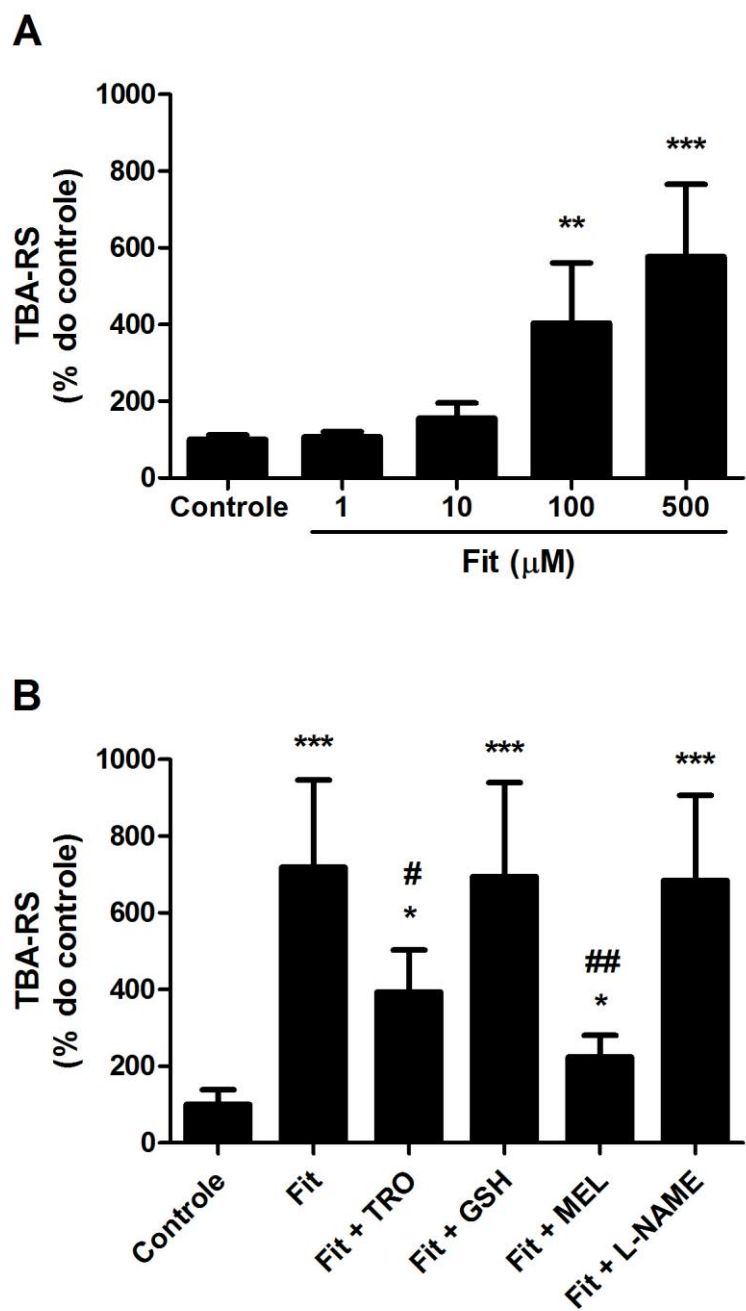 A
TBA-RS
(% do controle)
1000
800
600
400
200
0
**
***
Controle 1 10 100 500
Fit (μM)
B
TBA-RS
(% do controle)
1000
800
600
400
200
0
***
#
*
***
##
*
***
Controle
Fit
Fit + TRO
Fit + GSH
Fit + MEL
Fit + L-NAME